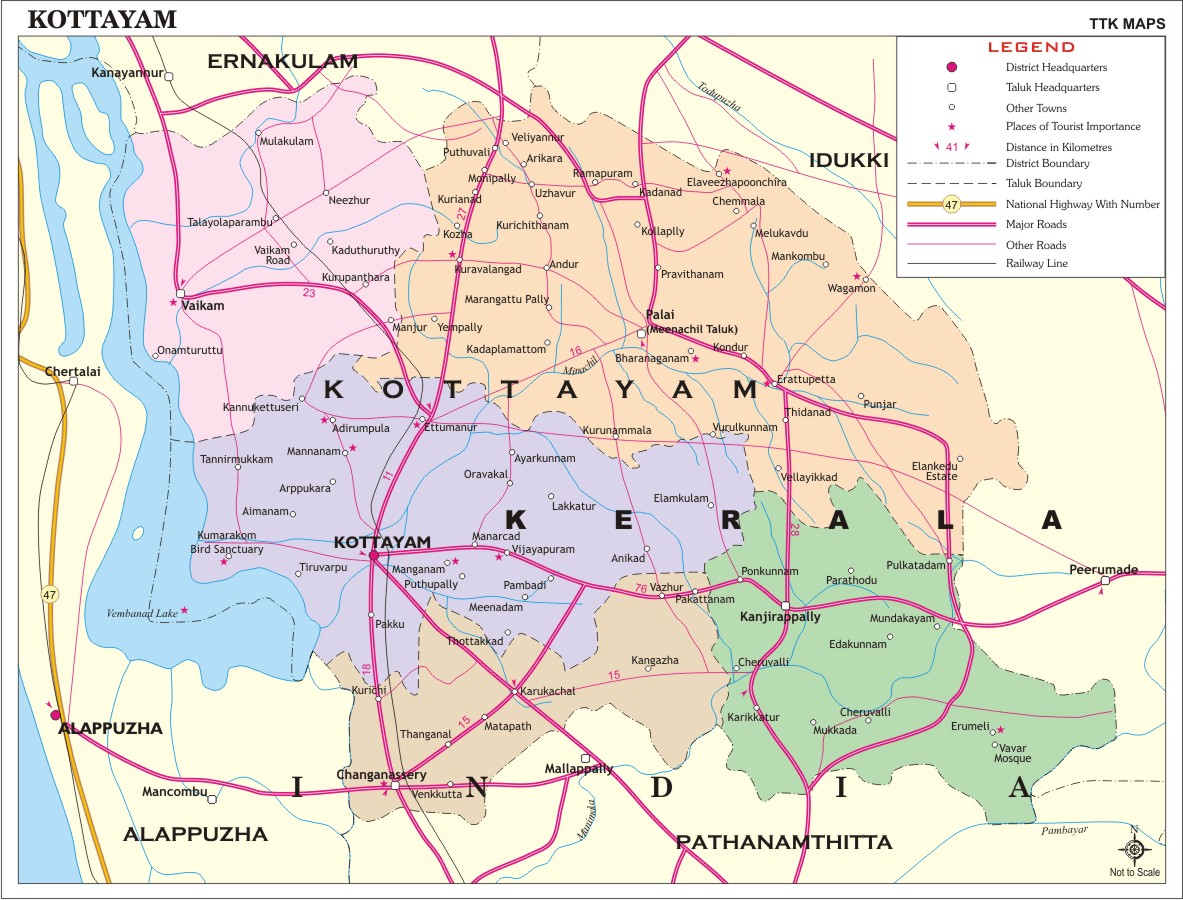 KOTTAYAM
TTK MAPS
LEGEND
District Headquarters
Taluk Headquarters
Other Towns
Places of Tourist Importance
41
Distance in Kilometres
District Boundary
Taluk Boundary
47
National Highway With Number
Major Roads
Other Roads
Railway Line
ERNAKULAM
Kanayannur
IDUKKI
Todupuzha
Mulakulam
Veliyannur
Puthuvali
Arikara
Monipally
Ramapuram
Elaveezhapoonchira
Kurianad
Uzhavur
Kadanad
Neezhur
Chemmala
27
Talayolaparambu
Kozha
Kurichithanam
Kollaplly
Melukavdu
Vaikam
Road
Kaduthuruthy
Mankombu
Kurupanthara
Kuravalangad
Andur
Pravithanam
Wagamon
23
Vaikam
Marangattu Pally
Palai
(Meenachil Taluk)
Manjur
Yempally
Onamturuttu
Kadaplamattom
16
Kondur
Bharanaganam
Minachil
Chertalai
Erattupetta
K O T T A Y A M
Kannukettuseri
Punjar
Thidanad
Adirumpula
Ettumanur
Kurunammala
Vurulkunnam
Mannanam
Tannirmukkam
Ayarkunnam
Elankedu
Estate
11
Oravakal
Vellayikkad
Arppukara
Lakkatur
Elamkulam
Aimanam
K E R A L A
28
Kumarakom
Bird Sanctuary
KOTTAYAM
Manarcad
Vijayapuram
Anikad
Pulkatadam
Tiruvarpu
Manganam
Puthupally
Ponkunnam
Parathodu
Peerumade
Pambadi
76
Vazhur
Pakattanam
47
Meenadam
Vembanad Lake
Kanjirappally
Mundakayam
Pakku
Thottakkad
Edakunnam
Kangazha
Cheruvalli
18
15
Kurichi
Karukachal
ALAPPUZHA
15
Matapath
Karikkatur
Cheruvalli
Mukkada
Erumeli
Thanganal
Vavar
Mosque
Changanassery
Mallappally
Mancombu
Venkkutta
I N D I A
Manimka
ALAPPUZHA
PATHANAMTHITTA
Pambayar
N
Not to Scale